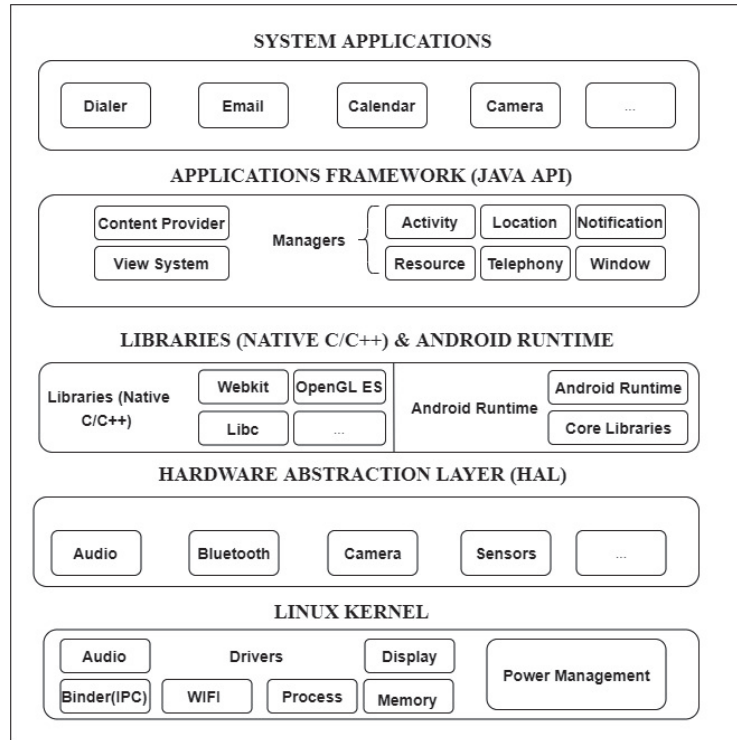 SYSTEM APPLICATIONS
Dialer
Email
Calendar
Camera
...
APPLICATIONS FRAMEWORK (JAVA API)
Content Provider
View System
Managers
Activity
Location
Notification
Resource
Telephony
Window
LIBRARIES (NATIVE C/C++) & ANDROID RUNTIME
Libraries (Native
C/C++)
Webkit
OpenGL ES
Libc
...
Android Runtime
Android Runtime
Core Libraries
HARDWARE ABSTRACTION LAYER (HAL)
Audio
Bluetooth
Camera
Sensors
...
LINUX KERNEL
Audio
Drivers
Display
Binder(IPC)
WIFI
Process
Memory
Power Management